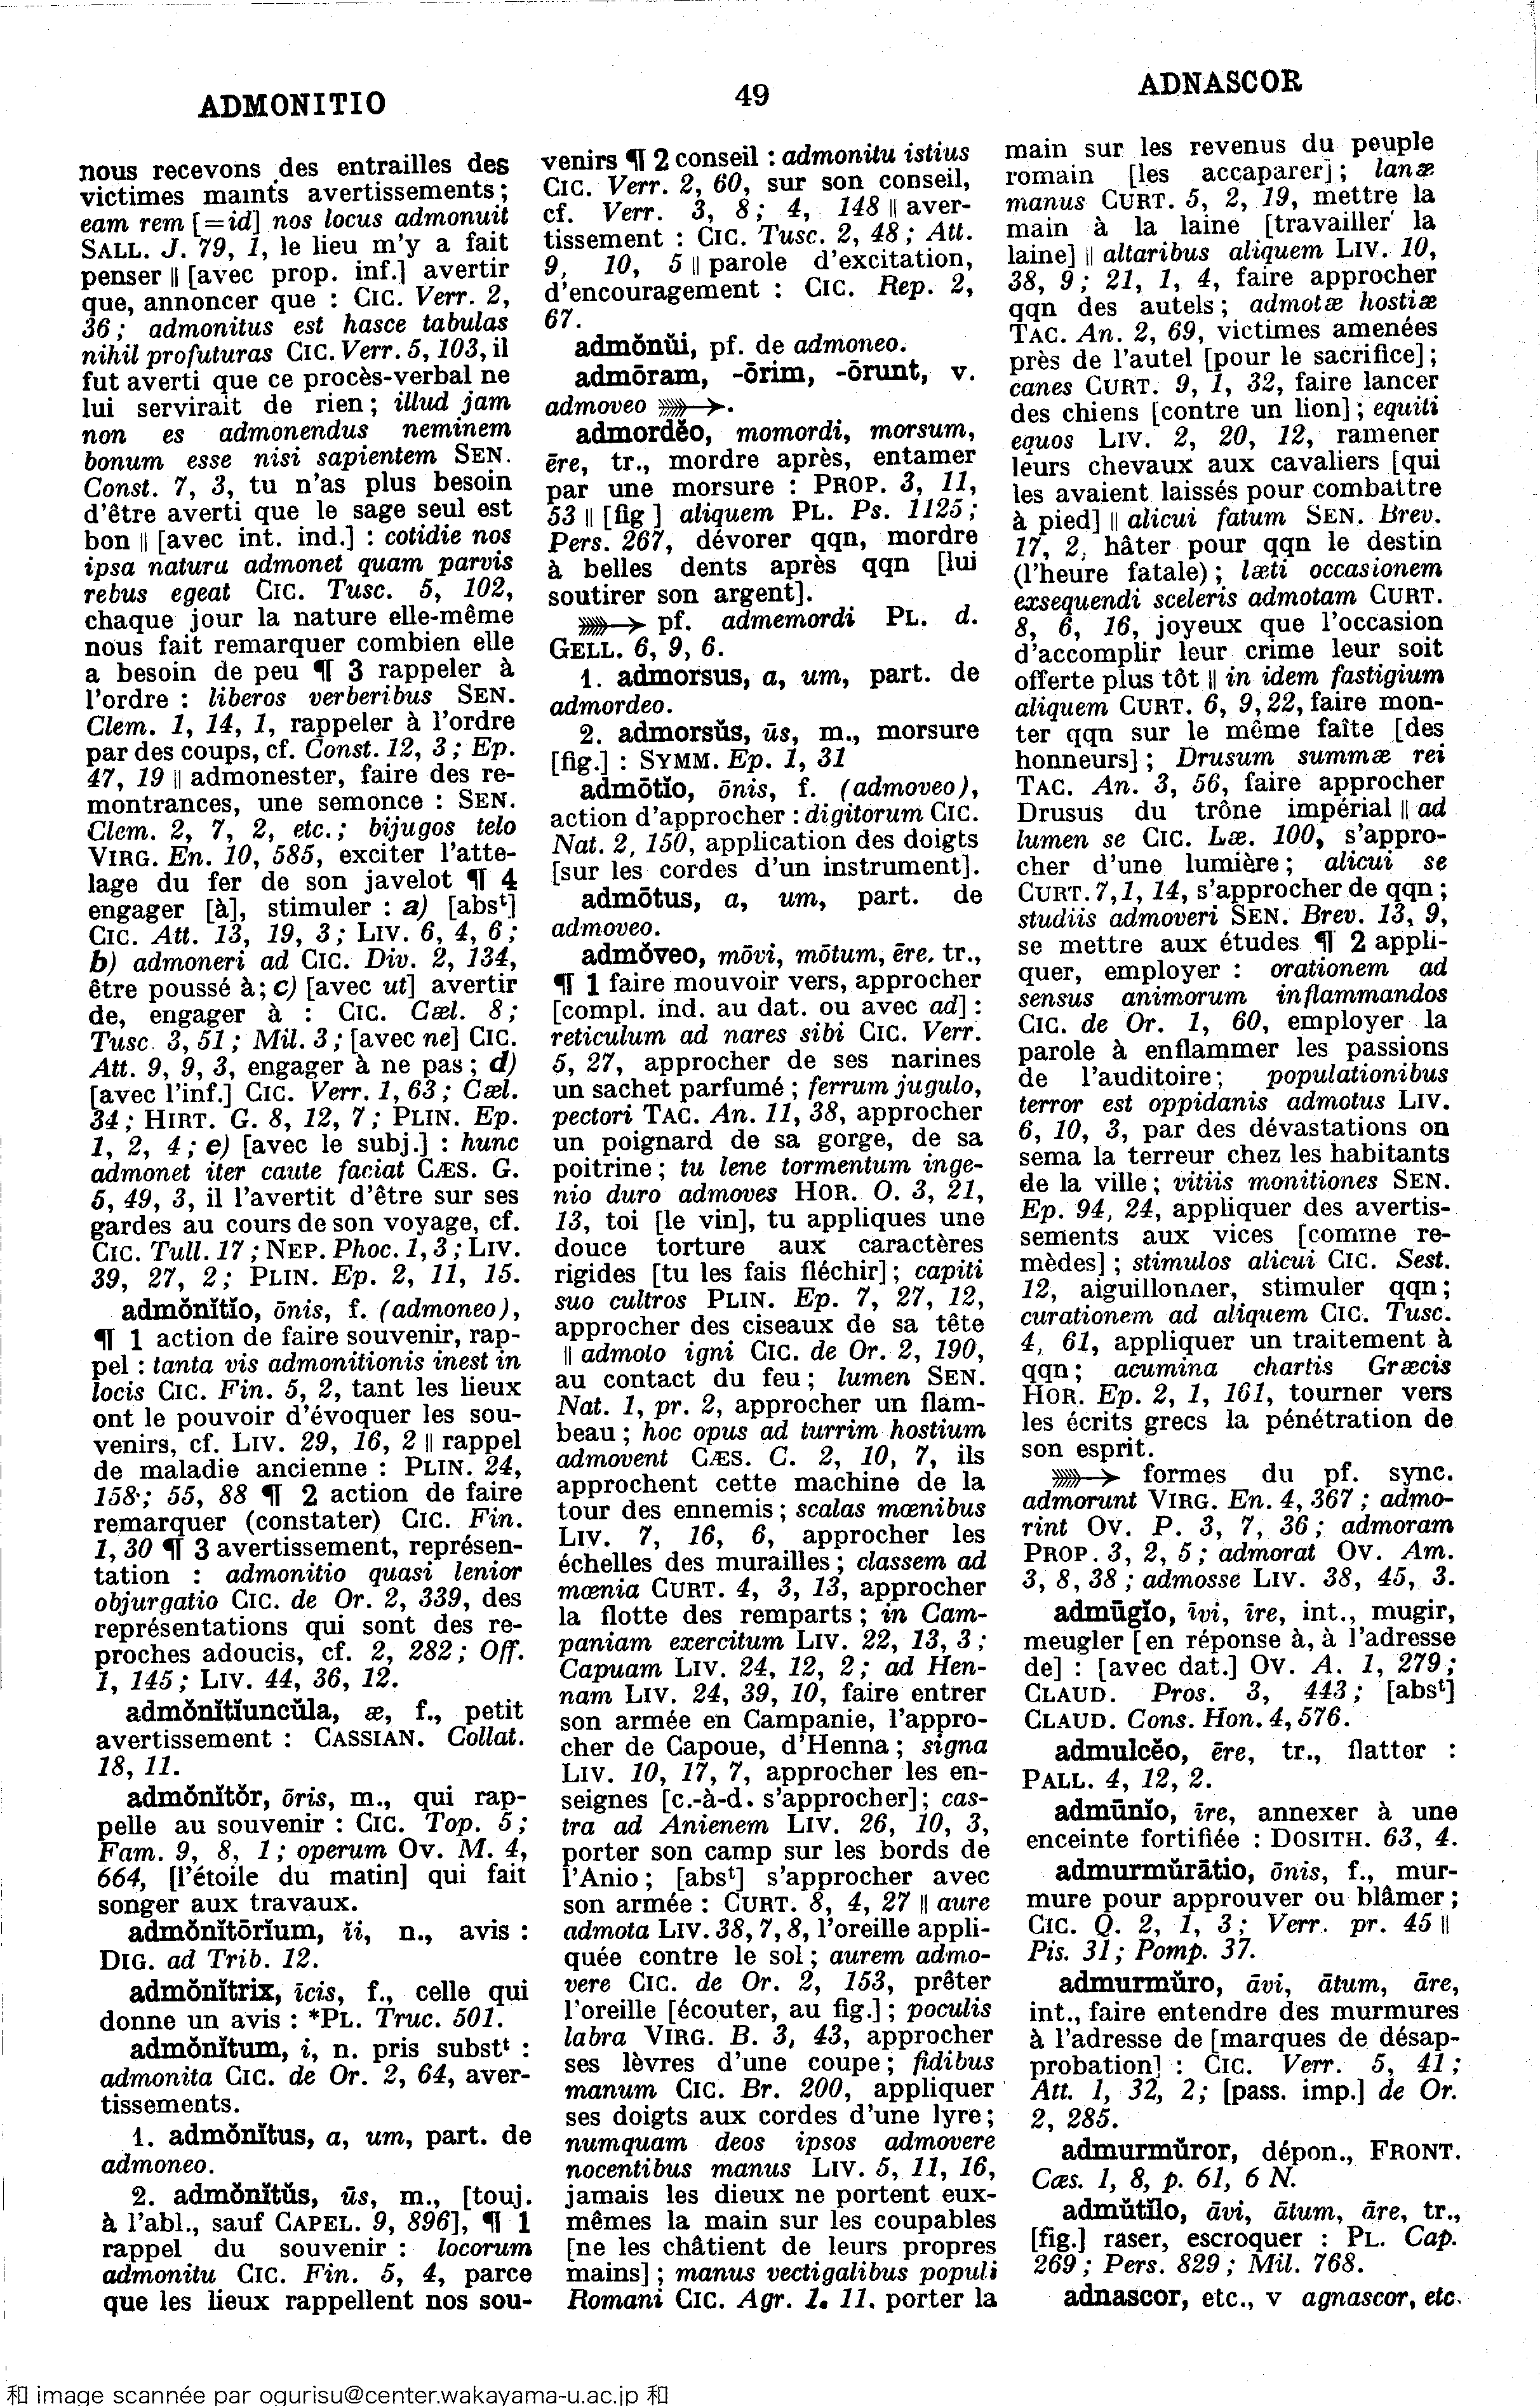 ADMONITIO
49
ADNASCOR
nous recevons des entrailles des
victimes maints avertissements;
eam rem [=id] nos locus admonuit
SALL. J. 79, 1, le lieu m'y a fait
penser || [avec prop. inf.] avertir
que, annoncer que : CIC. Verr. 2,
36; admonitus est hasce tabulas
nihil profuturas CIC. Verr. 5, 103, il
fut averti que ce procès-verbal ne
lui servirait de rien; illud jam
non es admonendus neminem
bonum esse nisi sapientem SEN.
Const. 7, 3, tu n'as plus besoin
d'être averti que le sage seul est
bon || [avec int. ind.] : cotidie nos
ipsa natura admonet quam parvis
rebus egeat CIC. Tusc. 5, 102,
chaque jour la nature elle-même
nous fait remarquer combien elle
a besoin de peu ¶ 3 rappeler à
l'ordre : liberos verberibus SEN.
Clem. 1, 14, 1, rappeler à l'ordre
par des coups, cf. Const. 12, 3; Ep.
47, 19 || admonester, faire des re-
montrances, une semonce : SEN.
Clem. 2, 7, 2, etc.; bijugos telo
VIRG. En. 10, 585, exciter l'atte-
lage du fer de son javelot ¶ 4
engager [à], stimuler : a) [absᵗ]
CIC. Att. 13, 19, 3; LIV. 6, 4, 6;
b) admoneri ad CIC. Div. 2, 134,
être poussé à; c) [avec ut] avertir
de, engager à : CIC. Cæl. 8;
Tusc. 3, 51; Mil. 3; [avec ne] CIC.
Att. 9, 9, 3, engager à ne pas; d)
[avec l'inf.] CIC. Verr. 1, 63; Cæl.
34; HIRT. G. 8, 12, 7; PLIN. Ep.
1, 2, 4; e) [avec le subj.] : hunc
admonet iter caute faciat CÆS. G.
5, 49, 3, il l'avertit d'être sur ses
gardes au cours de son voyage, cf.
CIC. Tull. 17; NEP. Phoc. 1, 3; LIV.
39, 27, 2; PLIN. Ep. 2, 11, 15.
admŏnĭtĭo, ōnis, f. (admoneo),
¶ 1 action de faire souvenir, rap-
pel : tanta vis admonitionis inest in
locis CIC. Fin. 5, 2, tant les lieux
ont le pouvoir d'évoquer les sou-
venirs, cf. LIV. 29, 16, 2 || rappel
de maladie ancienne : PLIN. 24,
158; 55, 88 ¶ 2 action de faire
remarquer (constater) CIC. Fin.
1, 30 ¶ 3 avertissement, représen-
tation : admonitio quasi lenior
objurgatio CIC. de Or. 2, 339, des
représentations qui sont des re-
proches adoucis, cf. 2, 282; Off.
1, 145; LIV. 44, 36, 12.
admŏnĭtĭuncŭla, æ, f., petit
avertissement : CASSIAN. Collat.
18, 11.
admŏnĭtŏr, ōris, m., qui rap-
pelle au souvenir : CIC. Top. 5;
Fam. 9, 8, 1; operum OV. M. 4,
664, [l'étoile du matin] qui fait
songer aux travaux.
admŏnĭtōrĭum, ĭi, n., avis :
DIG. ad Trib. 12.
admŏnĭtrix, īcis, f., celle qui
donne un avis : *PL. Truc. 501.
admŏnĭtum, i, n. pris substᵗ :
admonita CIC. de Or. 2, 64, aver-
tissements.
1. admŏnĭtus, a, um, part. de
admoneo.
2. admŏnĭtŭs, ūs, m., [touj.
à l'abl., sauf CAPEL. 9, 896], ¶ 1
rappel du souvenir : locorum
admonitu CIC. Fin. 5, 4, parce
que les lieux rappellent nos sou-
venirs ¶ 2 conseil : admonitu istius
CIC. Verr. 2, 60, sur son conseil,
cf. Verr. 3, 8; 4, 148 || aver-
tissement : CIC. Tusc. 2, 48; Att.
9, 10, 5 || parole d'excitation,
d'encouragement : CIC. Rep. 2,
67.
admŏnŭi, pf. de admoneo.
admōram, -ōrim, -ōrunt, v.
admoveo ⟶.
admordĕo, momordi, morsum,
ēre, tr., mordre après, entamer
par une morsure : PROP. 3, 11,
53 || [fig] aliquem PL. Ps. 1125;
Pers. 267, dévorer qqn, mordre
à belles dents après qqn [lui
soutirer son argent].
⟶ pf. admemordi PL. d.
GELL. 6, 9, 6.
1. admorsus, a, um, part. de
admordeo.
2. admorsŭs, ūs, m., morsure
[fig.] : SYMM. Ep. 1, 31
admōtĭo, ōnis, f. (admoveo),
action d'approcher : digitorum CIC.
Nat. 2, 150, application des doigts
[sur les cordes d'un instrument].
admōtus, a, um, part. de
admoveo.
admŏveo, mōvi, mōtum, ēre, tr.,
¶ 1 faire mouvoir vers, approcher
[compl. ind. au dat. ou avec ad] :
reticulum ad nares sibi CIC. Verr.
5, 27, approcher de ses narines
un sachet parfumé; ferrum jugulo,
pectori TAC. An. 11, 38, approcher
un poignard de sa gorge, de sa
poitrine; tu lene tormentum inge-
nio duro admoves HOR. O. 3, 21,
13, toi [le vin], tu appliques une
douce torture aux caractères
rigides [tu les fais fléchir]; capiti
suo cultros PLIN. Ep. 7, 27, 12,
approcher des ciseaux de sa tête
|| admoto igni CIC. de Or. 2, 190,
au contact du feu; lumen SEN.
Nat. 1, pr. 2, approcher un flam-
beau; hoc opus ad turrim hostium
admovent CÆS. C. 2, 10, 7, ils
approchent cette machine de la
tour des ennemis; scalas mœnibus
LIV. 7, 16, 6, approcher les
échelles des murailles; classem ad
mœnia CURT. 4, 3, 13, approcher
la flotte des remparts; in Cam-
paniam exercitum LIV. 22, 13, 3;
Capuam LIV. 24, 12, 2; ad Hen-
nam LIV. 24, 39, 10, faire entrer
son armée en Campanie, l'appro-
cher de Capoue, d'Henna; signa
LIV. 10, 17, 7, approcher les en-
seignes [c.-à-d. s'approcher]; cas-
tra ad Anienem LIV. 26, 10, 3,
porter son camp sur les bords de
l'Anio; [absᵗ] s'approcher avec
son armée : CURT. 8, 4, 27 || aure
admota LIV. 38, 7, 8, l'oreille appli-
quée contre le sol; aurem admo-
vere CIC. de Or. 2, 153, prêter
l'oreille [écouter, au fig.]; poculis
labra VIRG. B. 3, 43, approcher
ses lèvres d'une coupe; fidibus
manum CIC. Br. 200, appliquer
ses doigts aux cordes d'une lyre;
numquam deos ipsos admovere
nocentibus manus LIV. 5, 11, 16,
jamais les dieux ne portent eux-
mêmes la main sur les coupables
[ne les châtient de leurs propres
mains]; manus vectigalibus populi
Romani CIC. Agr. 1. 11. porter la
main sur les revenus du peuple
romain [les accaparer]; lanæ
manus CURT. 5, 2, 19, mettre la
main à la laine [travailler la
laine] || altaribus aliquem LIV. 10,
38, 9; 21, 1, 4, faire approcher
qqn des autels; admotæ hostiæ
TAC. An. 2, 69, victimes amenées
près de l'autel [pour le sacrifice];
canes CURT. 9, 1, 32, faire lancer
des chiens [contre un lion]; equiti
equos LIV. 2, 20, 12, ramener
leurs chevaux aux cavaliers [qui
les avaient laissés pour combattre
à pied] || alicui fatum SEN. Brev.
17, 2, hâter pour qqn le destin
(l'heure fatale); læti occasionem
exsequendi sceleris admotam CURT.
8, 6, 16, joyeux que l'occasion
d'accomplir leur crime leur soit
offerte plus tôt || in idem fastigium
aliquem CURT. 6, 9, 22, faire mon-
ter qqn sur le même faîte [des
honneurs]; Drusum summæ rei
TAC. An. 3, 56, faire approcher
Drusus du trône impérial || ad
lumen se CIC. Læ. 100, s'appro-
cher d'une lumière; alicui se
CURT. 7, 1, 14, s'approcher de qqn;
studiis admoveri SEN. Brev. 13, 9,
se mettre aux études ¶ 2 appli-
quer, employer : orationem ad
sensus animorum inflammandos
CIC. de Or. 1, 60, employer la
parole à enflammer les passions
de l'auditoire; populationibus
terror est oppidanis admotus LIV.
6, 10, 3, par des dévastations on
sema la terreur chez les habitants
de la ville; vitiis monitiones SEN.
Ep. 94, 24, appliquer des avertis-
sements aux vices [comme re-
mèdes]; stimulos alicui CIC. Sest.
12, aiguillonner, stimuler qqn;
curationem ad aliquem CIC. Tusc.
4, 61, appliquer un traitement à
qqn; acumina chartis Græcis
HOR. Ep. 2, 1, 161, tourner vers
les écrits grecs la pénétration de
son esprit.
⟶ formes du pf. sync.
admorunt VIRG. En. 4, 367; admo-
rint OV. P. 3, 7, 36; admoram
PROP. 3, 2, 5; admorat OV. Am.
3, 8, 38; admosse LIV. 38, 45, 3.
admūgĭo, īvi, īre, int., mugir,
meugler [en réponse à, à l'adresse
de] : [avec dat.] OV. A. 1, 279;
CLAUD. Pros. 3, 443; [absᵗ]
CLAUD. Cons. Hon. 4, 576.
admulcĕo, ēre, tr., flatter :
PALL. 4, 12, 2.
admūnĭo, īre, annexer à une
enceinte fortifiée : DOSITH. 63, 4.
admurmŭrātio, ōnis, f., mur-
mure pour approuver ou blâmer;
CIC. Q. 2, 1, 3; Verr. pr. 45 ||
Pis. 31; Pomp. 37.
admurmŭro, āvi, ātum, āre,
int., faire entendre des murmures
à l'adresse de [marques de désap-
probation] : CIC. Verr. 5, 41;
Att. 1, 32, 2; [pass. imp.] de Or.
2, 285.
admurmŭror, dépon., FRONT.
Cæs. 1, 8, p. 61, 6 N.
admŭtĭlo, āvi, ātum, āre, tr.,
[fig.] raser, escroquer : PL. Cap.
269; Pers. 829; Mil. 768.
adnascor, etc., v agnascor, etc.
和 image scannée par ogurisu@center.wakayama-u.ac.jp 和